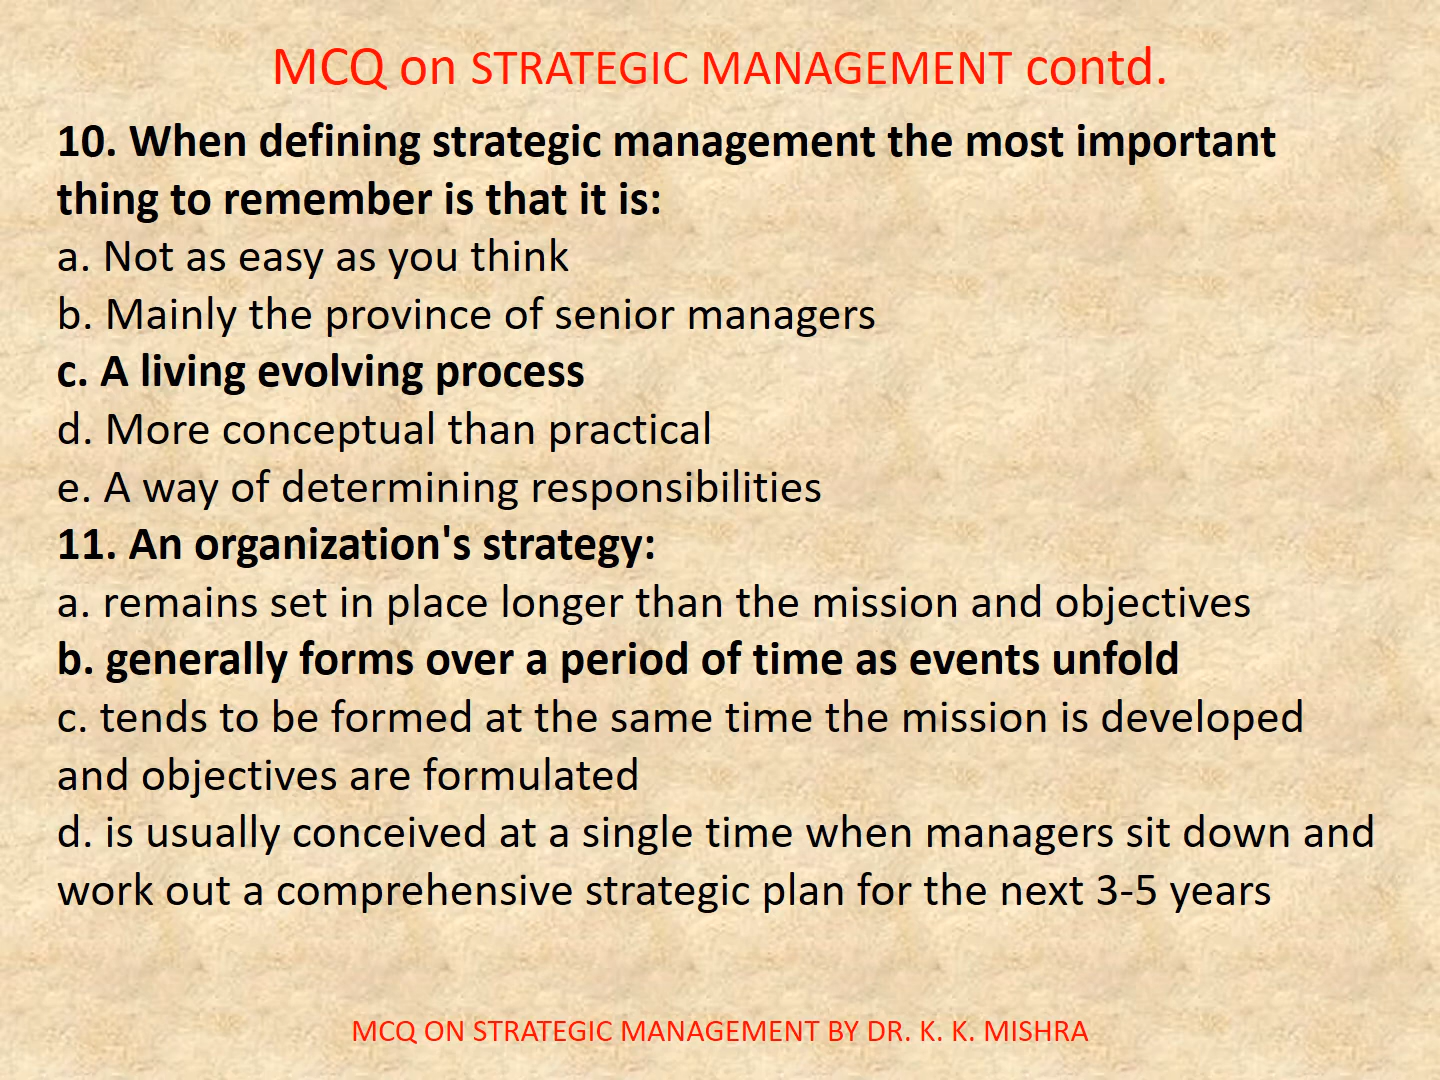 MCQ on STRATEGIC MANAGEMENT contd.
10. When defining strategic management the most important
thing to remember is that it is:
a. Not as easy as you think
b. Mainly the province of senior managers
c. A living evolving process
d. More conceptual than practical
e. A way of determining responsibilities
11. An organization's strategy:
a. remains set in place longer than the mission and objectives
b. generally forms over a period of time as events unfold
c. tends to be formed at the same time the mission is developed
and objectives are formulated
d. is usually conceived at a single time when managers sit down and
work out a comprehensive strategic plan for the next 3-5 years
MCQ ON STRATEGIC MANAGEMENT BY DR. K. K. MISHRA